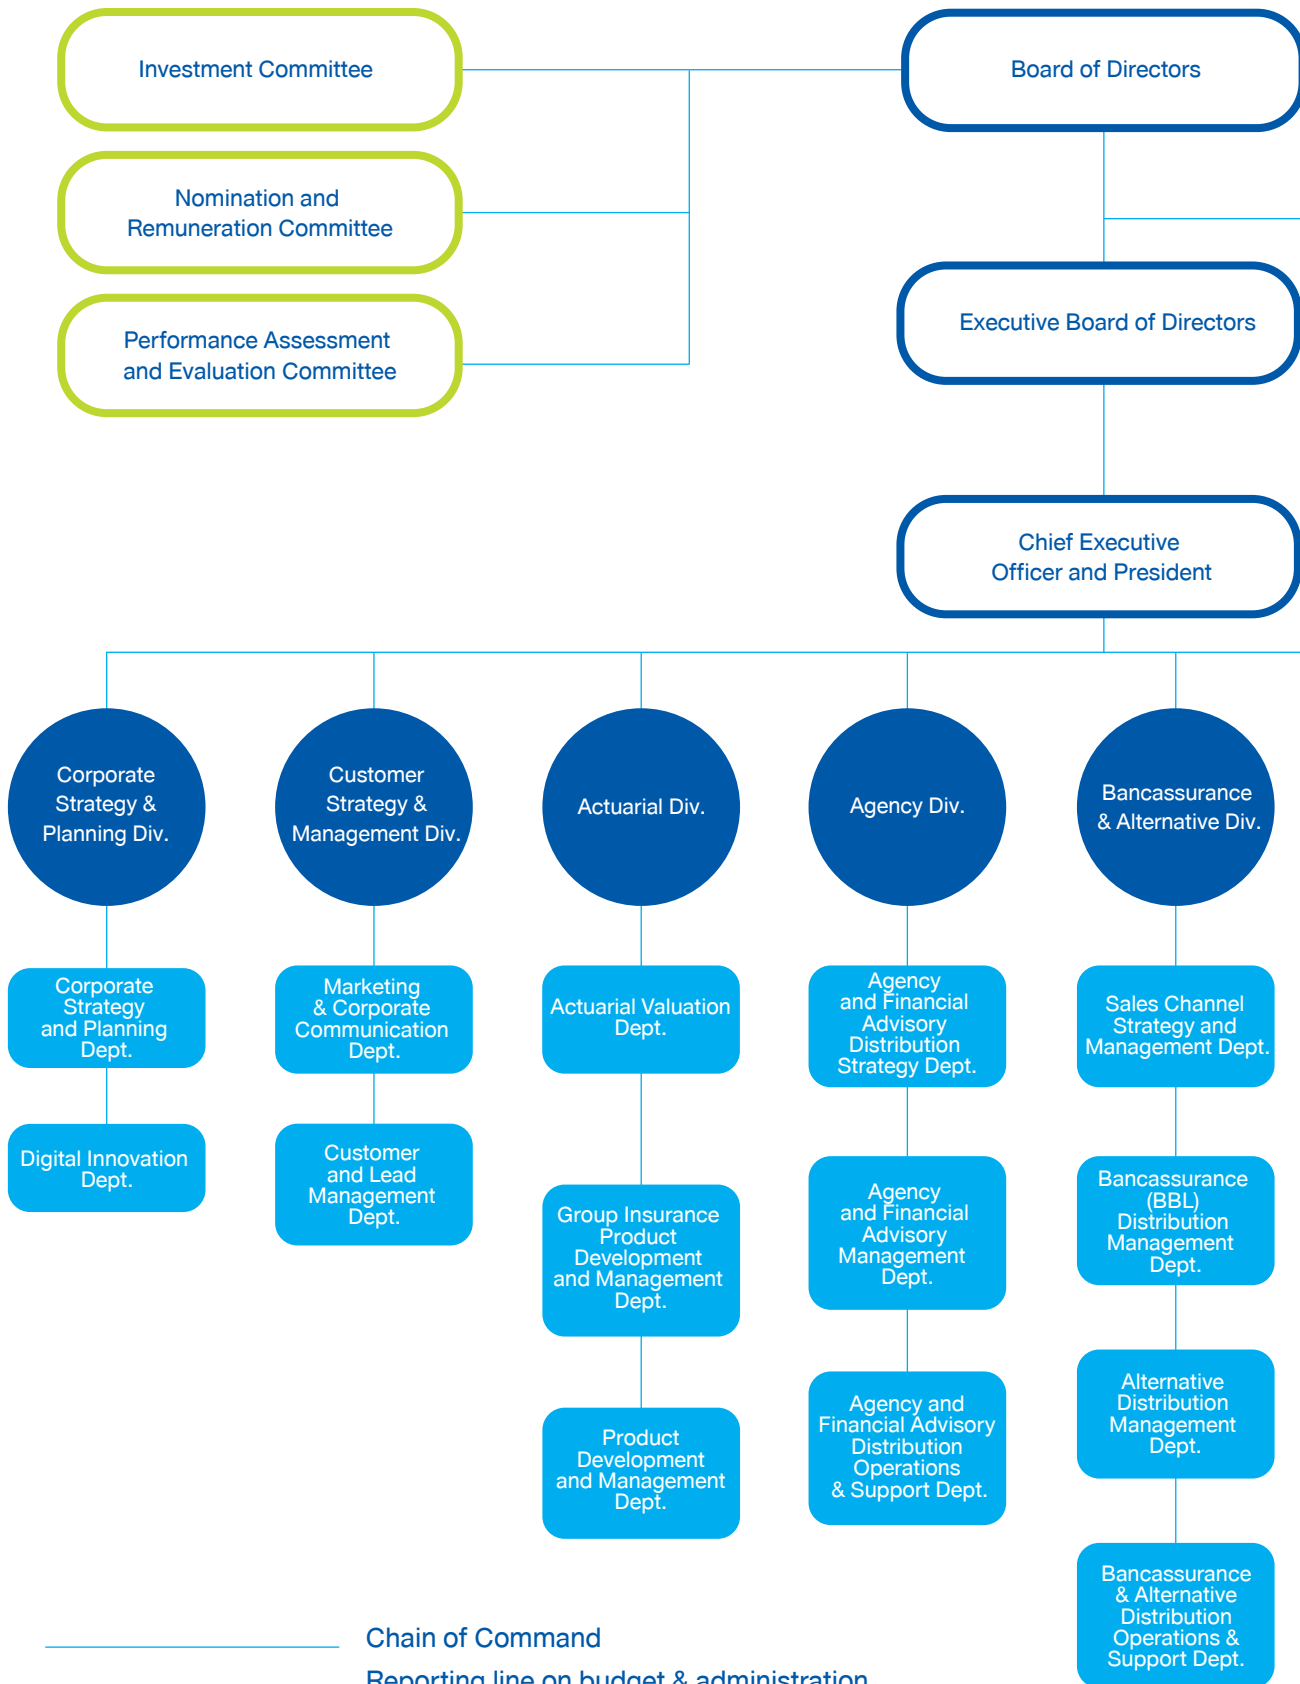 Investment Committee
Board of Directors
Nomination and
Remuneration Committee
Performance Assessment
and Evaluation Committee
Executive Board of Directors
Chief Executive
Officer and President
Corporate
Strategy &
Planning Div.
Customer
Strategy &
Management Div.
Actuarial Div.
Agency Div.
Bancassurance
& Alternative Div.
Corporate
Strategy
and Planning
Dept.
Digital Innovation
Dept.
Marketing
& Corporate
Communication
Dept.
Customer
and Lead
Management
Dept.
Actuarial Valuation
Dept.
Group Insurance
Product
Development
and Management
Dept.
Product
Development
and Management
Dept.
Agency
and Financial
Advisory
Distribution
Strategy Dept.
Agency
and Financial
Advisory
Management
Dept.
Agency and
Financial Advisory
Distribution
Operations
& Support Dept.
Sales Channel
Strategy and
Management Dept.
Bancassurance
(BBL)
Distribution
Management
Dept.
Alternative
Distribution
Management
Dept.
Bancassurance
& Alternative
Distribution
Operations &
Support Dept.
Chain of Command
Reporting line on budget & administration